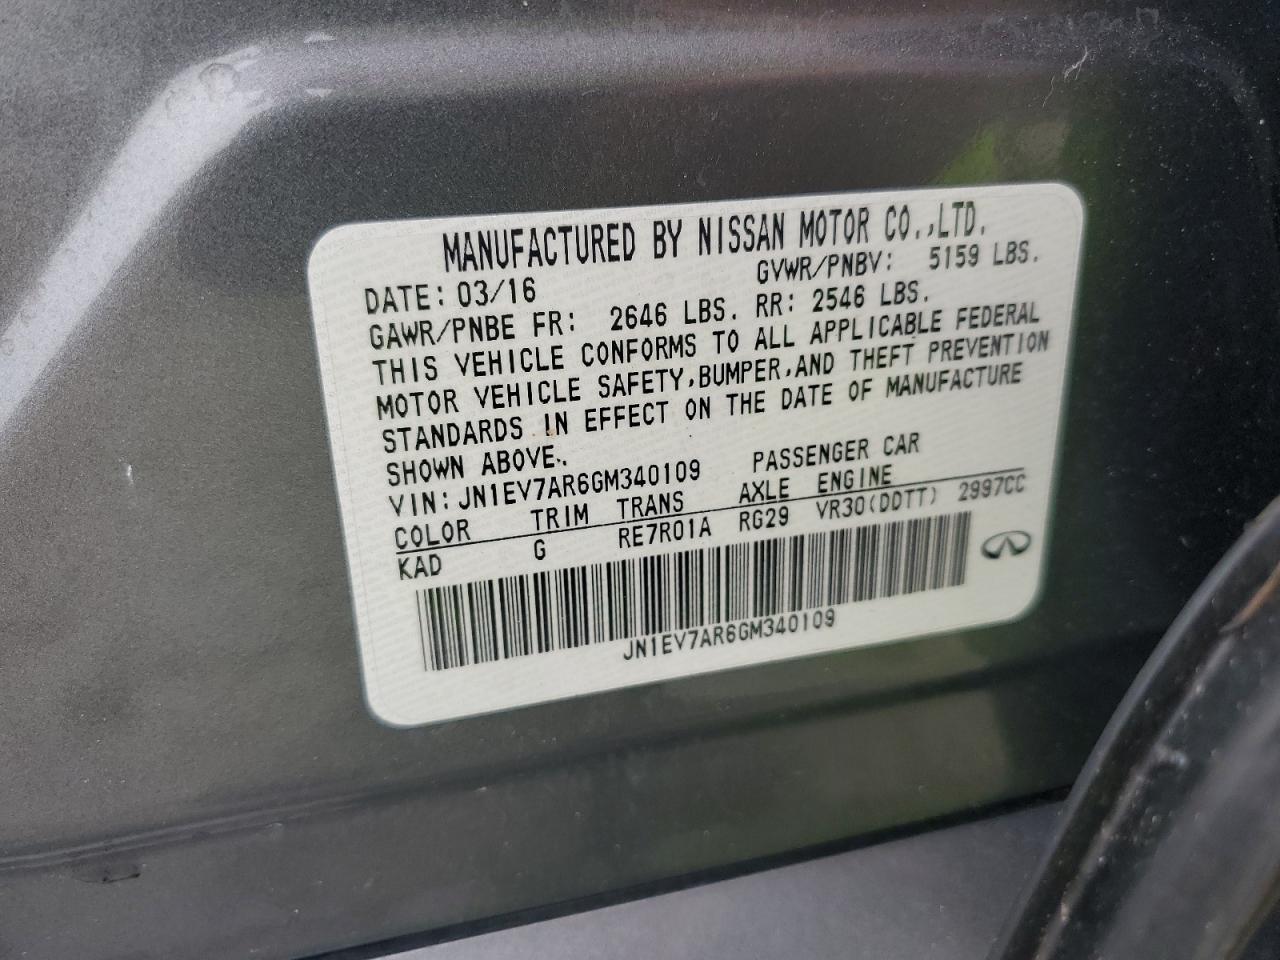 MANUFACTURED BY NISSAN MOTOR CO.,LTD.
DATE: 03/16 GVWR/PNBV: 5159 LBS.
GAWR/PNBE FR: 2646 LBS. RR: 2546 LBS.
THIS VEHICLE CONFORMS TO ALL APPLICABLE FEDERAL
MOTOR VEHICLE SAFETY,BUMPER,AND THEFT PREVENTION
STANDARDS IN EFFECT ON THE DATE OF MANUFACTURE
SHOWN ABOVE.
VIN: JN1EV7AR6GM340109 PASSENGER CAR
COLOR TRIM TRANS AXLE ENGINE
KAD G RE7R01A RG29 VR30(DDTT) 2997CC
JN1EV7AR6GM340109